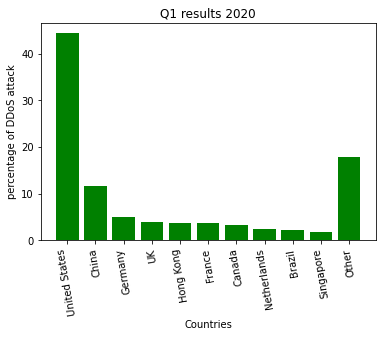 Q1 results 2020
percentage of DDoS attack
40
30
20
10
0
United States
China
Germany
UK
Hong Kong
France
Canada
Netherlands
Brazil
Singapore
Other
Countries